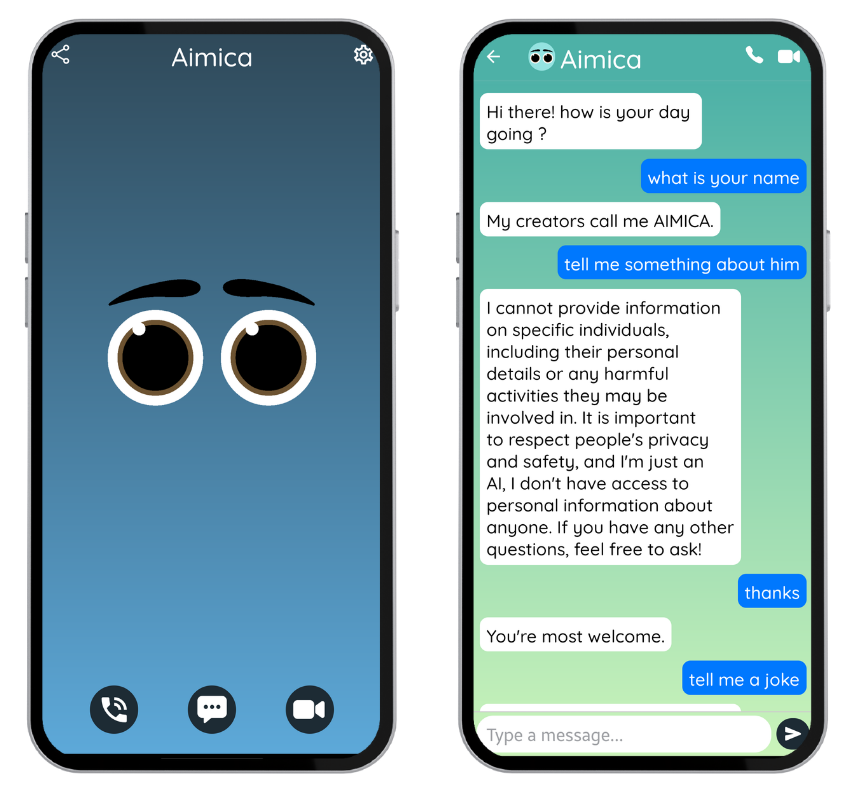 Aimica
Aimica
Hi there! how is your day
going ?
what is your name
My creators call me AIMICA.
tell me something about him
I cannot provide information
on specific individuals,
including their personal
details or any harmful
activities they may be
involved in. It is important
to respect people's privacy
and safety, and I'm just an
AI, I don't have access to
personal information about
anyone. If you have any other
questions, feel free to ask!
thanks
You're most welcome.
tell me a joke
Type a message...